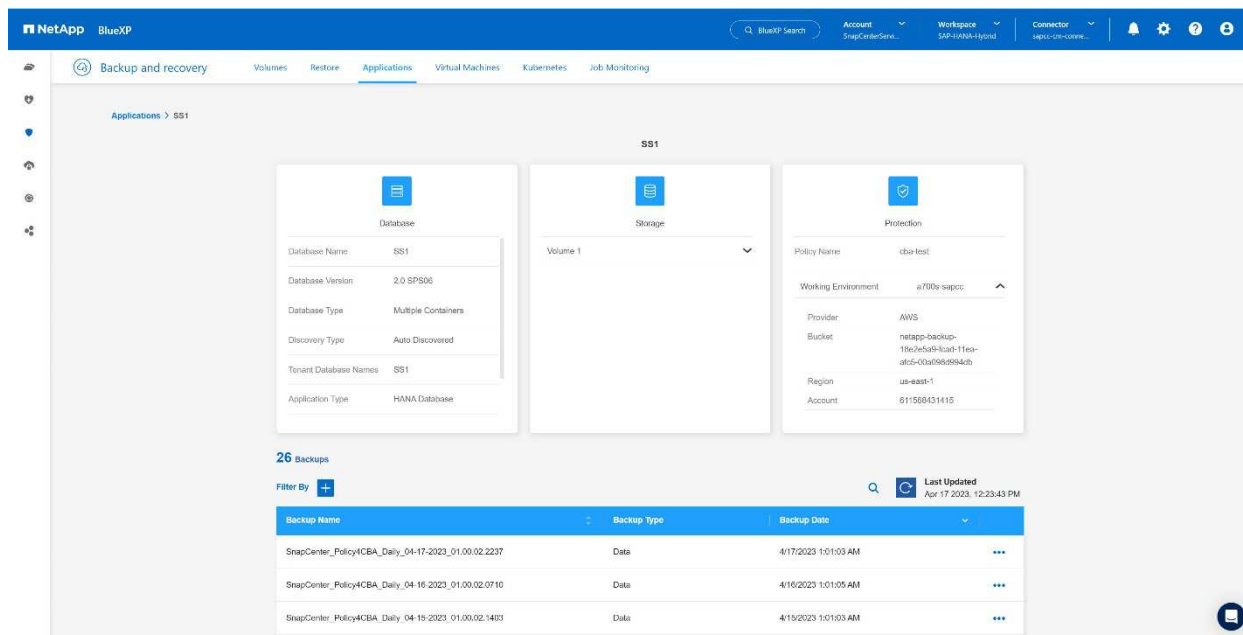 NetApp BlueXP
BlueXP Search
Account
SnapCenterServi...
Workspace
SAP-HANA-Hybrid
Connector
sapcc-cm-conne...
Backup and recovery
Volumes Restore Applications Virtual Machines Kubernetes Job Monitoring
Applications > SS1
SS1
Database
Database Name SS1
Database Version 2.0 SPS06
Database Type Multiple Containers
Discovery Type Auto Discovered
Tenant Database Names SS1
Application Type HANA Database
Storage
Volume 1
Protection
Policy Name cba-test
Working Environment a700s-sapcc
Provider AWS
Bucket netapp-backup-
18e2e5a9-fcad-11ea-
afc5-00a098d994db
Region us-east-1
Account 611568431415
26 Backups
Filter By
Last Updated
Apr 17 2023, 12:23:43 PM
Backup Name Backup Type Backup Date
SnapCenter_Policy4CBA_Daily_04-17-2023_01.00.02.2237 Data 4/17/2023 1:01:03 AM
SnapCenter_Policy4CBA_Daily_04-16-2023_01.00.02.0710 Data 4/16/2023 1:01:05 AM
SnapCenter_Policy4CBA_Daily_04-15-2023_01.00.02.1403 Data 4/15/2023 1:01:03 AM